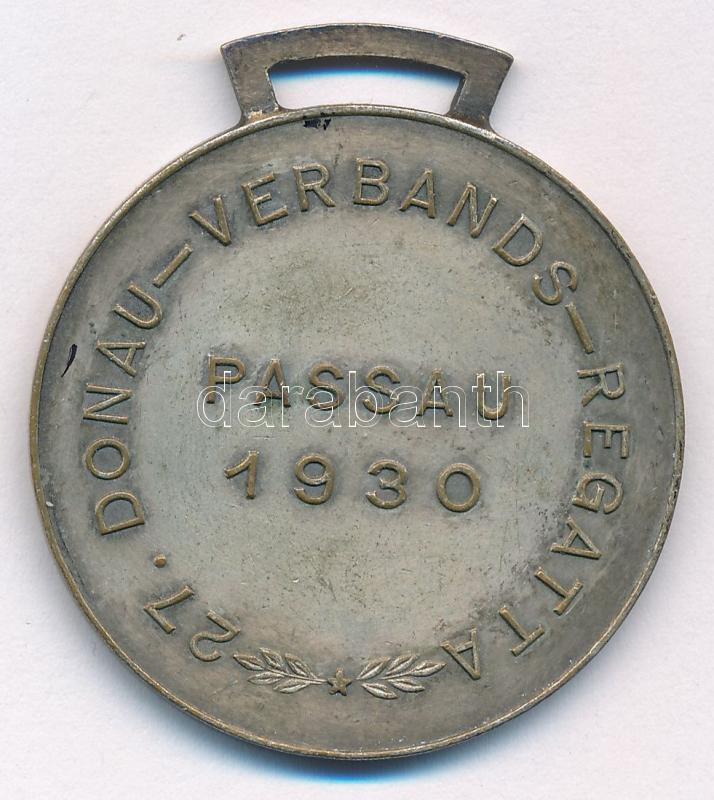 27. DONAU–VERBANDS–REGATTA
PASSAU
1930
darabanth